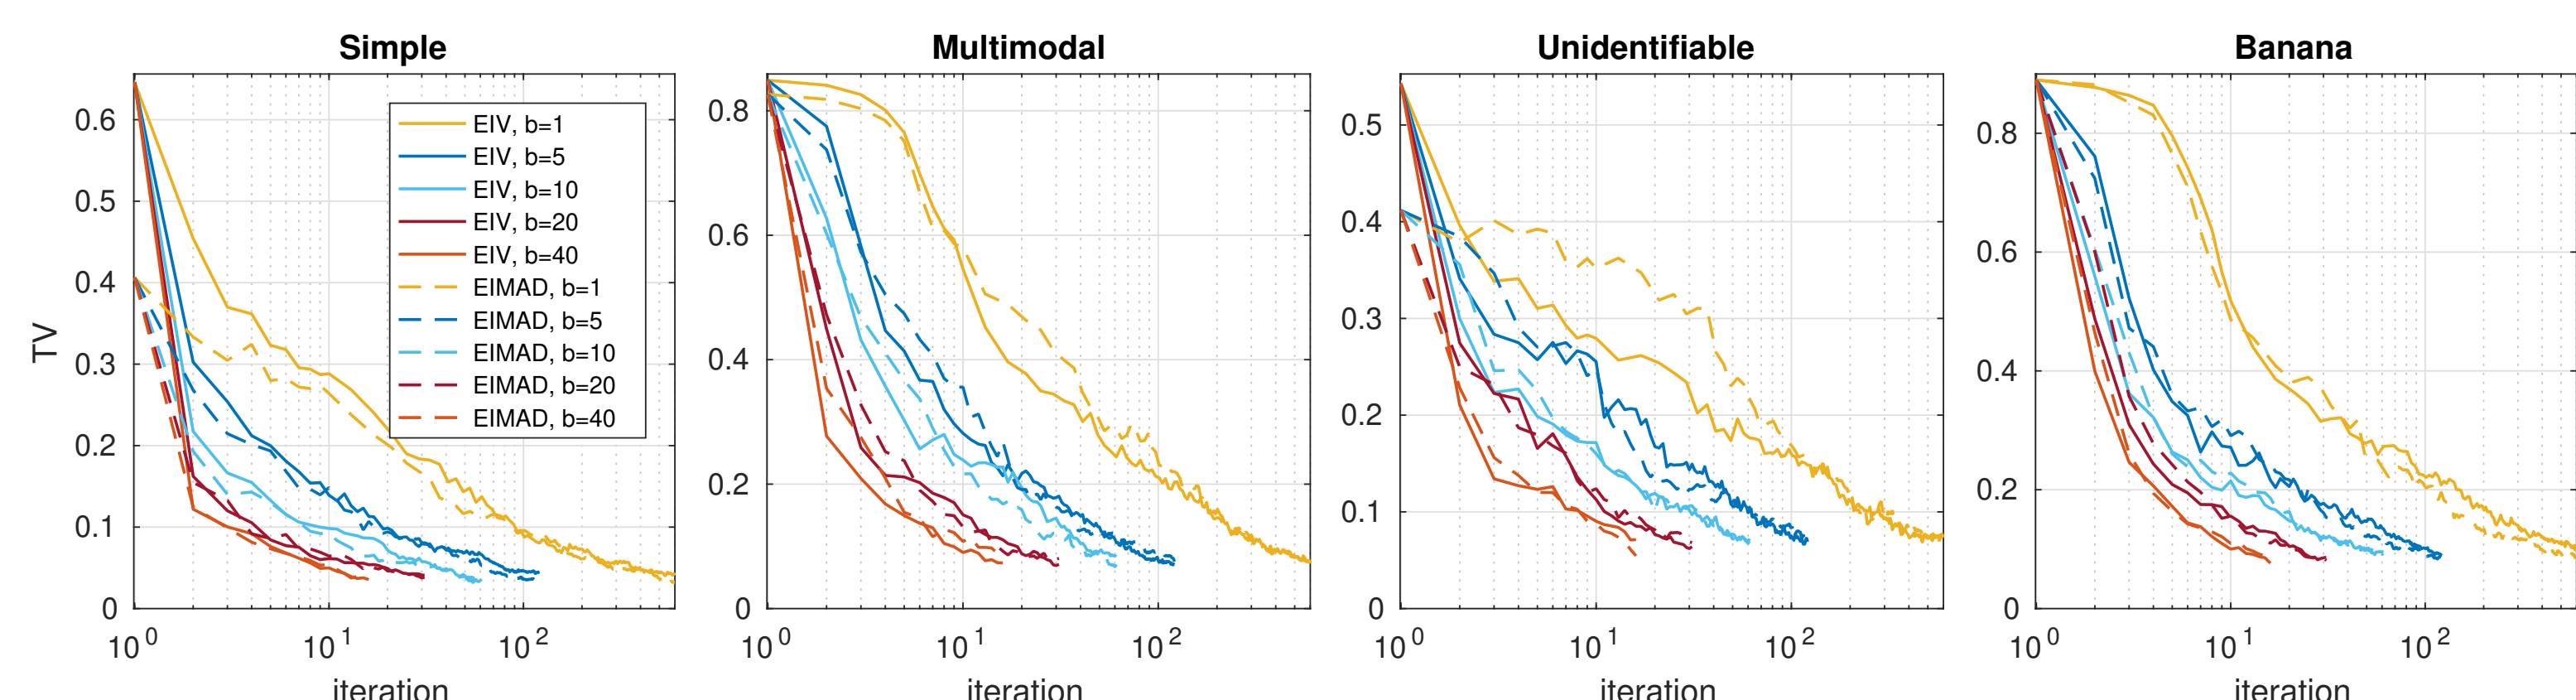 Simple
Multimodal
Unidentifiable
Banana
TV
0.6
0.5
0.4
0.3
0.2
0.1
0
10^0
10^1
10^2
iteration
EIV, b=1
EIV, b=5
EIV, b=10
EIV, b=20
EIV, b=40
EIMAD, b=1
EIMAD, b=5
EIMAD, b=10
EIMAD, b=20
EIMAD, b=40
0.8
0.6
0.4
0.2
0
10^0
10^1
10^2
iteration
0.5
0.4
0.3
0.2
0.1
0
10^0
10^1
10^2
iteration
0.8
0.6
0.4
0.2
0
10^0
10^1
10^2
iteration